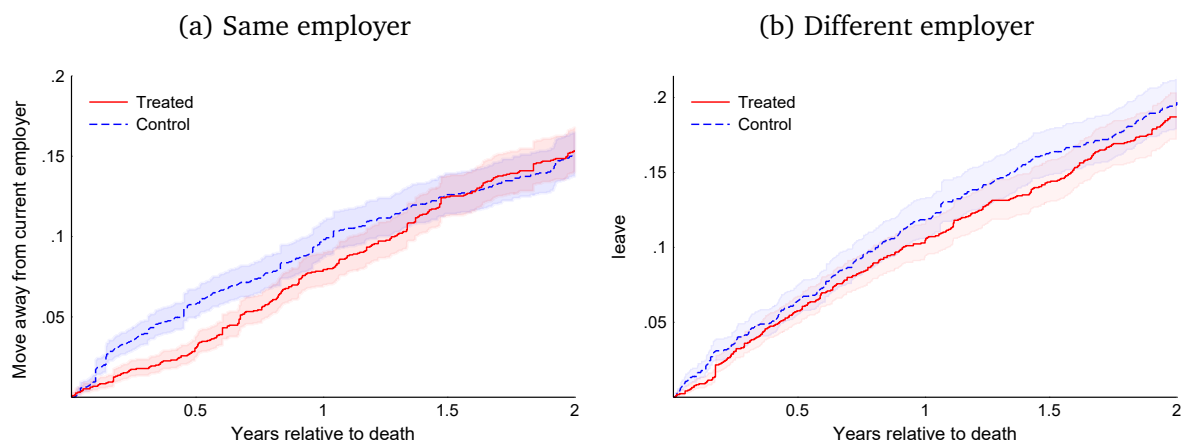 (a) Same employer
Move away from current employer
.2
.15
.1
.05
Treated
Control
0.5
1
1.5
2
Years relative to death
(b) Different employer
leave
.2
.15
.1
.05
Treated
Control
0.5
1
1.5
2
Years relative to death